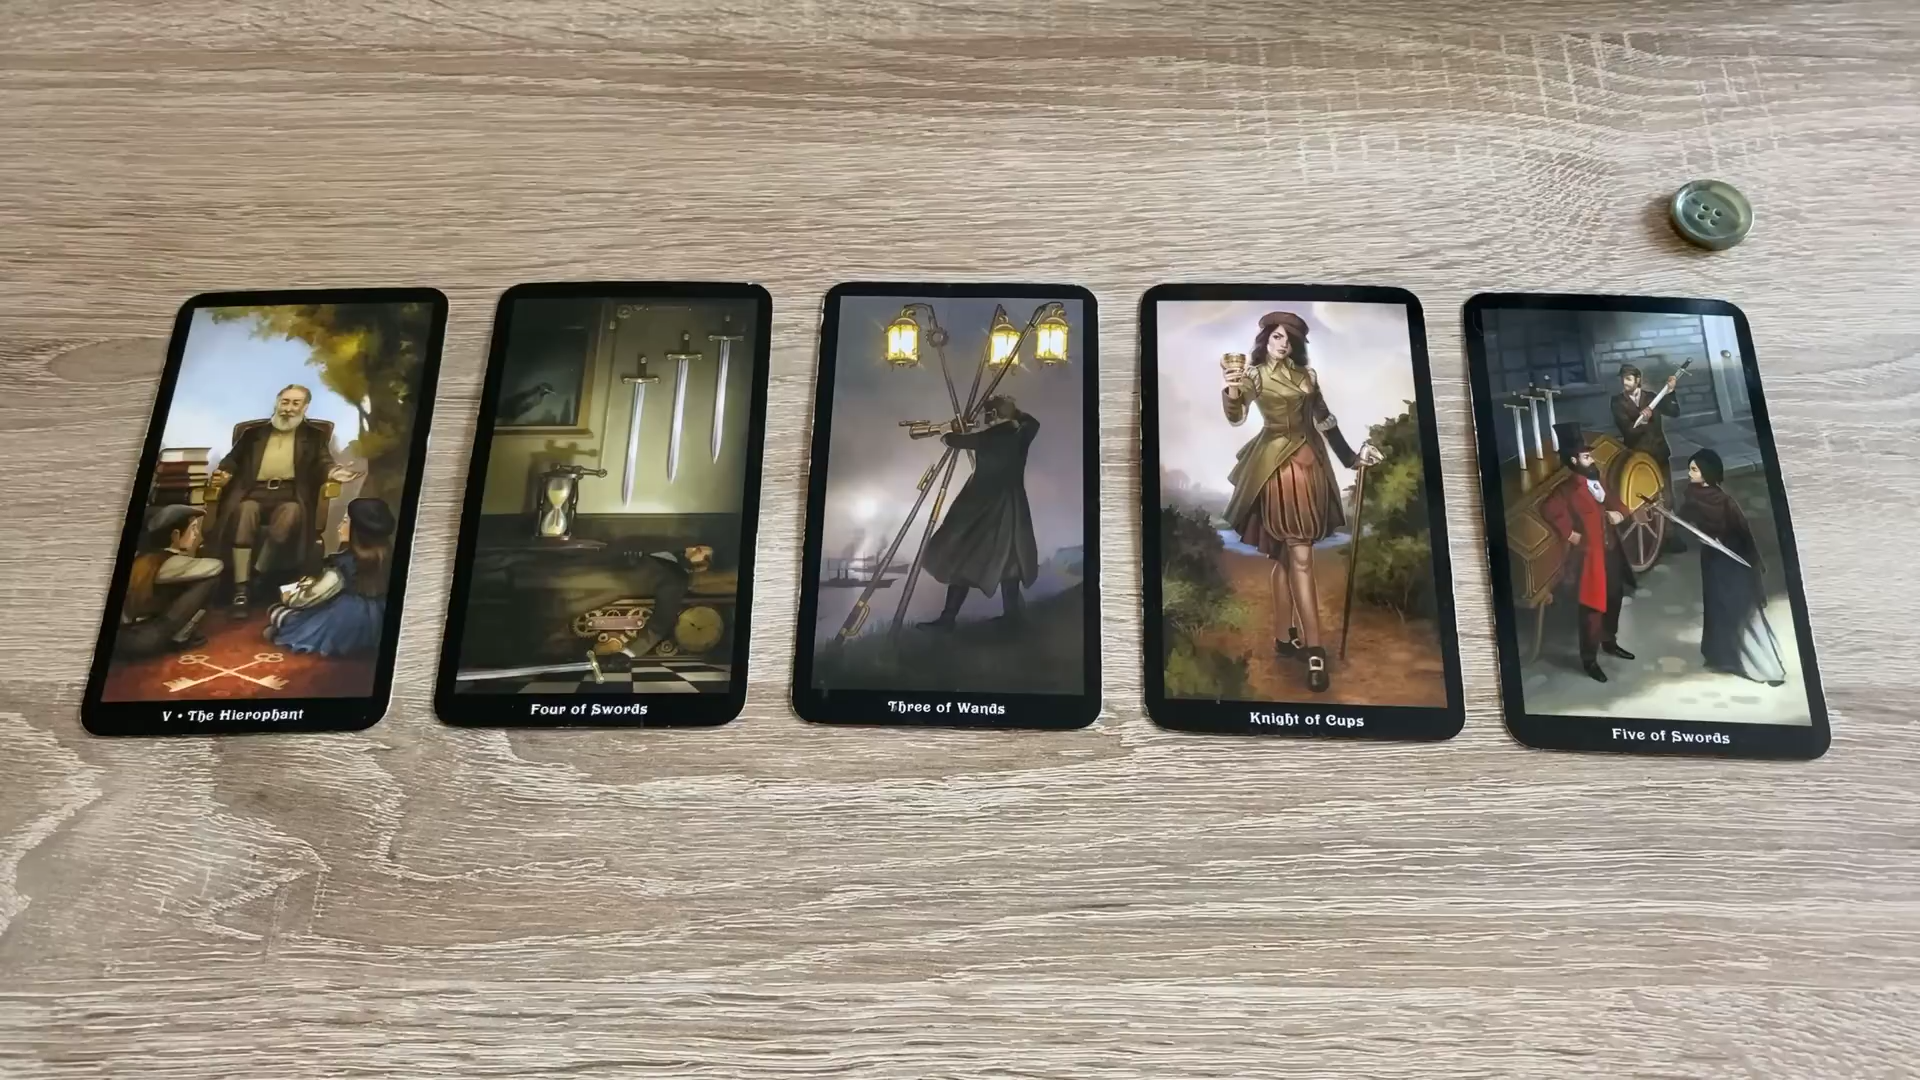 V • The Hierophant
Four of Swords
Three of Wands
Knight of Cups
Five of Swords